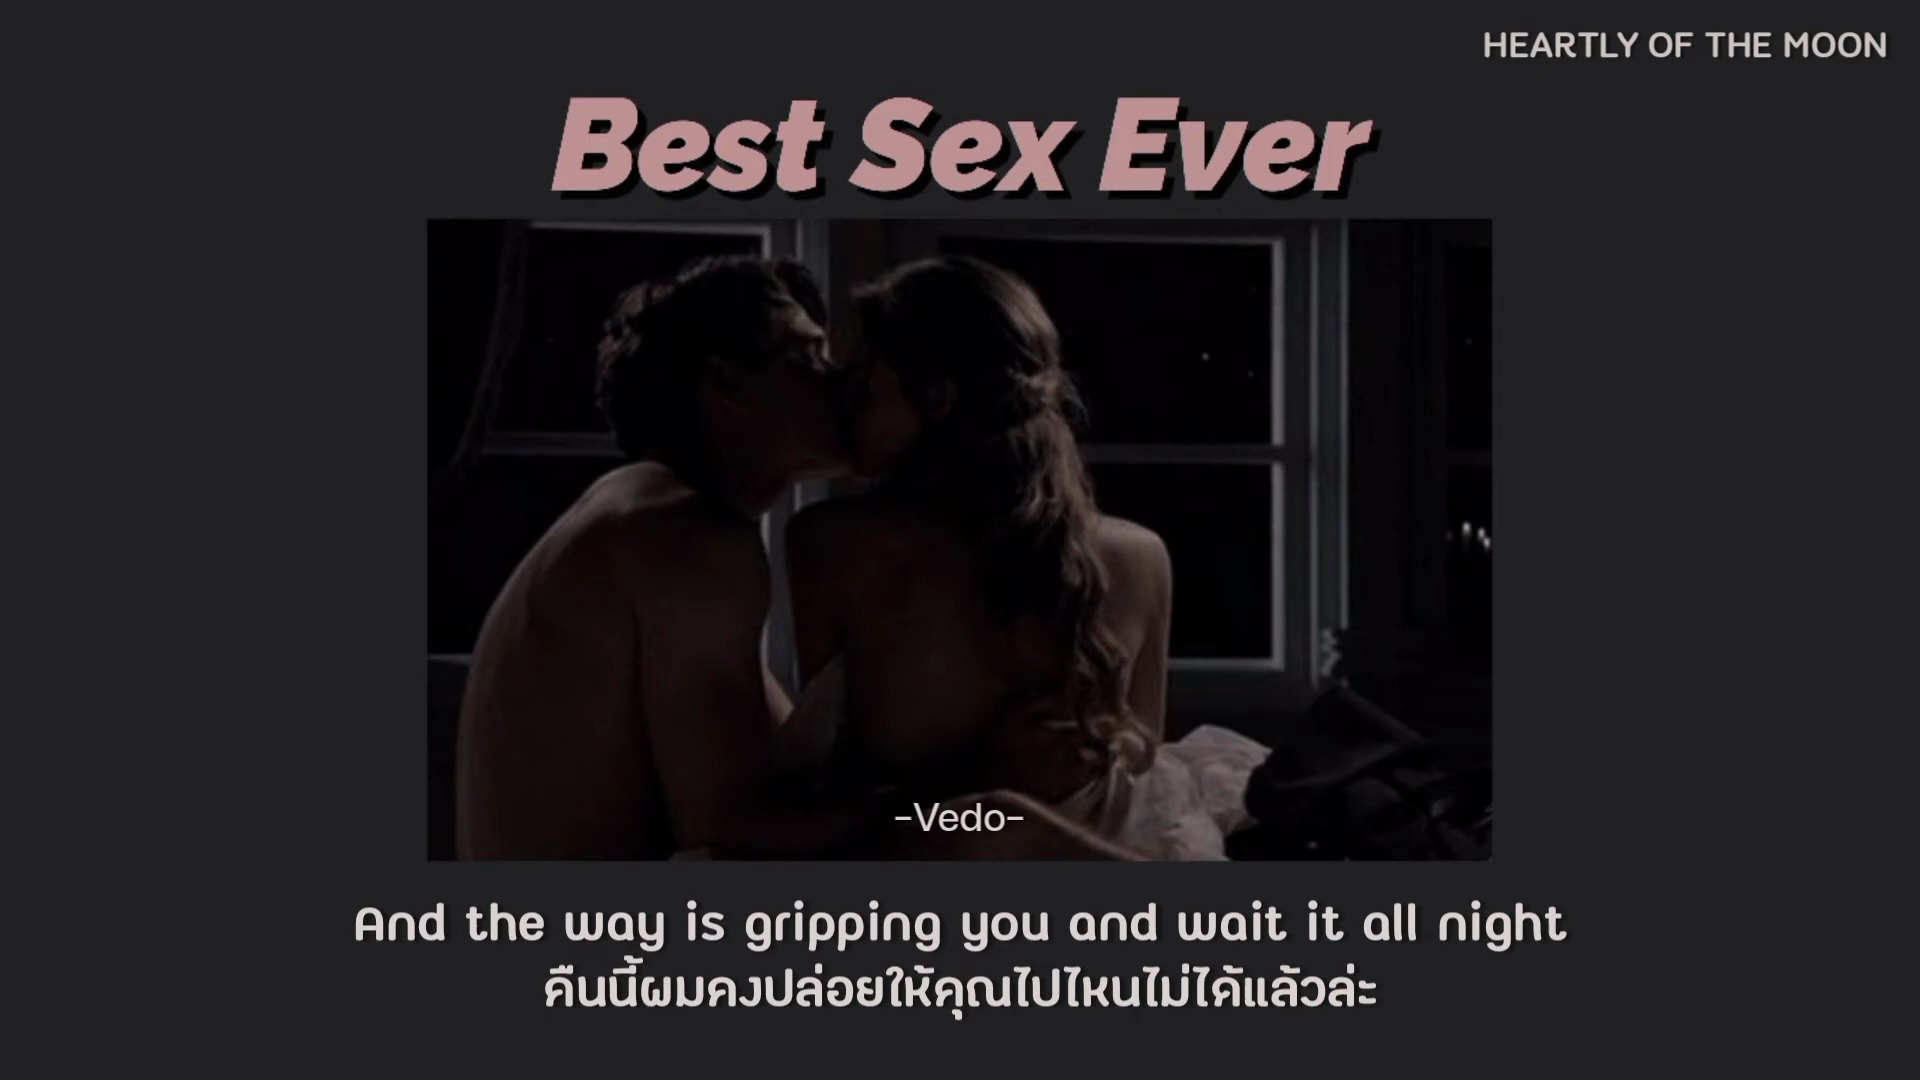 HEARTLY OF THE MOON
Best Sex Ever
-Vedo-
And the way is gripping you and wait it all night
คืนนี้ผมคงปล่อยให้คุณไปไหนไม่ได้แล้วล่ะ